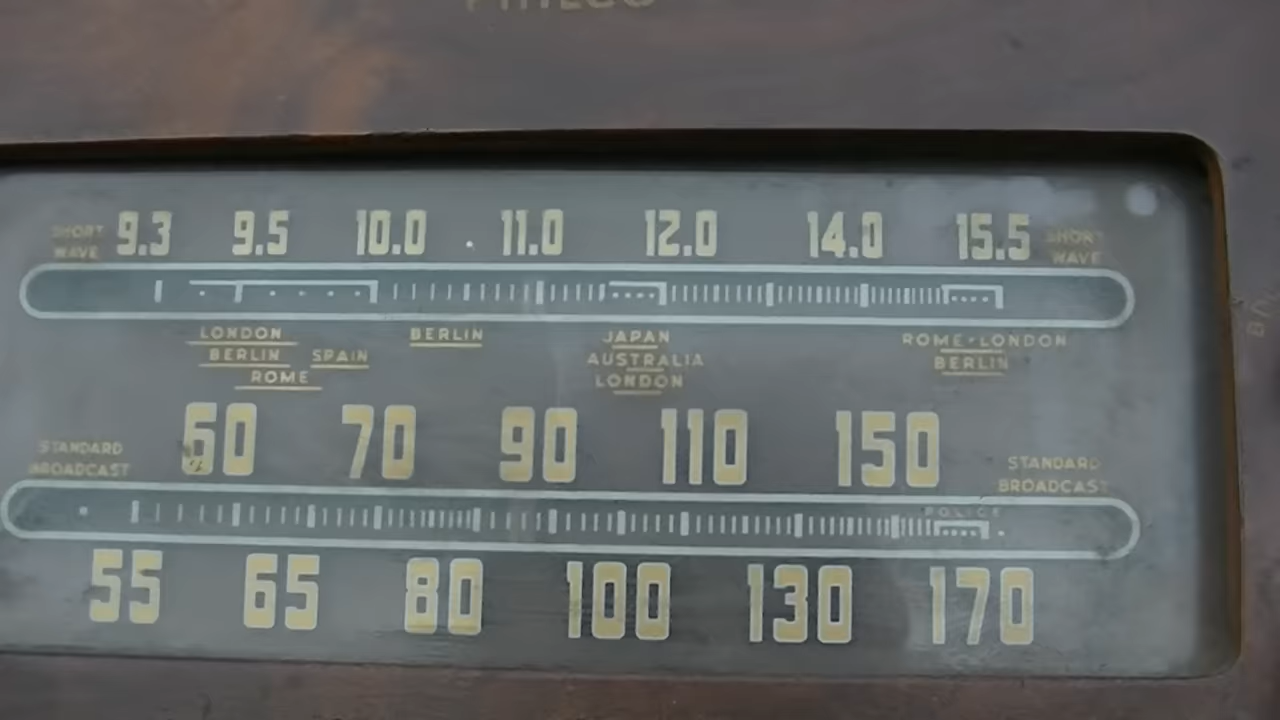 PHILCO
SHORT WAVE 9.3 9.5 10.0 11.0 12.0 14.0 15.5 SHORT WAVE
LONDON BERLIN JAPAN ROME-LONDON
BERLIN SPAIN AUSTRALIA BERLIN
ROME LONDON
60 70 90 110 150
STANDARD BROADCAST STANDARD BROADCAST
POLICE
55 65 80 100 130 170